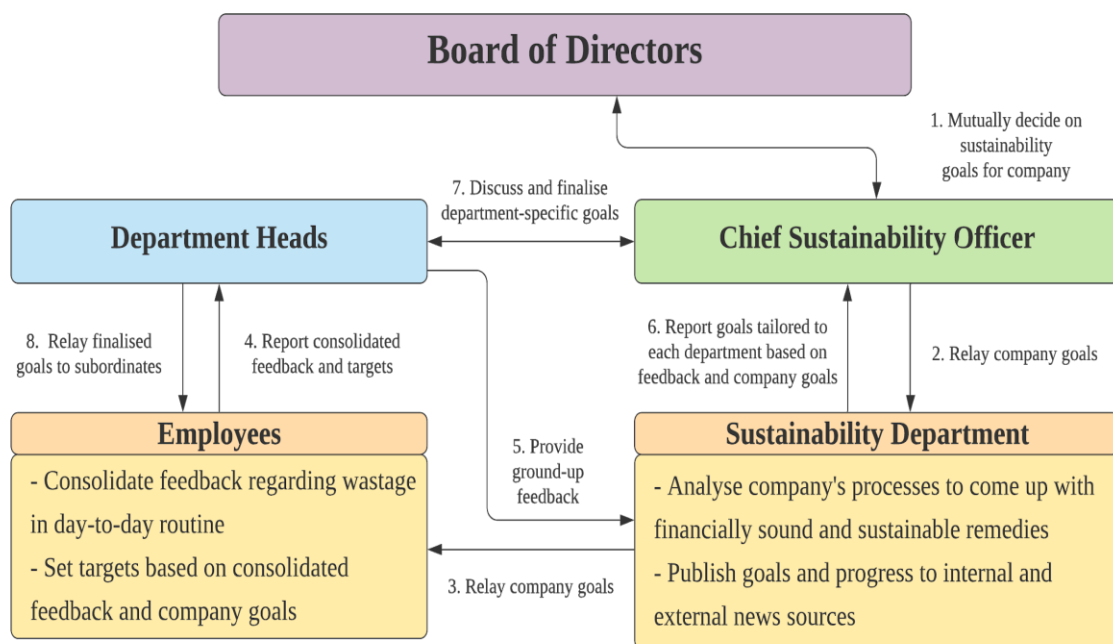 Board of Directors
1. Mutually decide on
sustainability
goals for company
7. Discuss and finalise
department-specific goals
Department Heads
Chief Sustainability Officer
8. Relay finalised
goals to subordinates
4. Report consolidated
feedback and targets
6. Report goals tailored to
each department based on
feedback and company goals
2. Relay company goals
Employees
- Consolidate feedback regarding wastage
in day-to-day routine
- Set targets based on consolidated
feedback and company goals
5. Provide
ground-up
feedback
3. Relay company goals
Sustainability Department
- Analyse company's processes to come up with
financially sound and sustainable remedies
- Publish goals and progress to internal and
external news sources